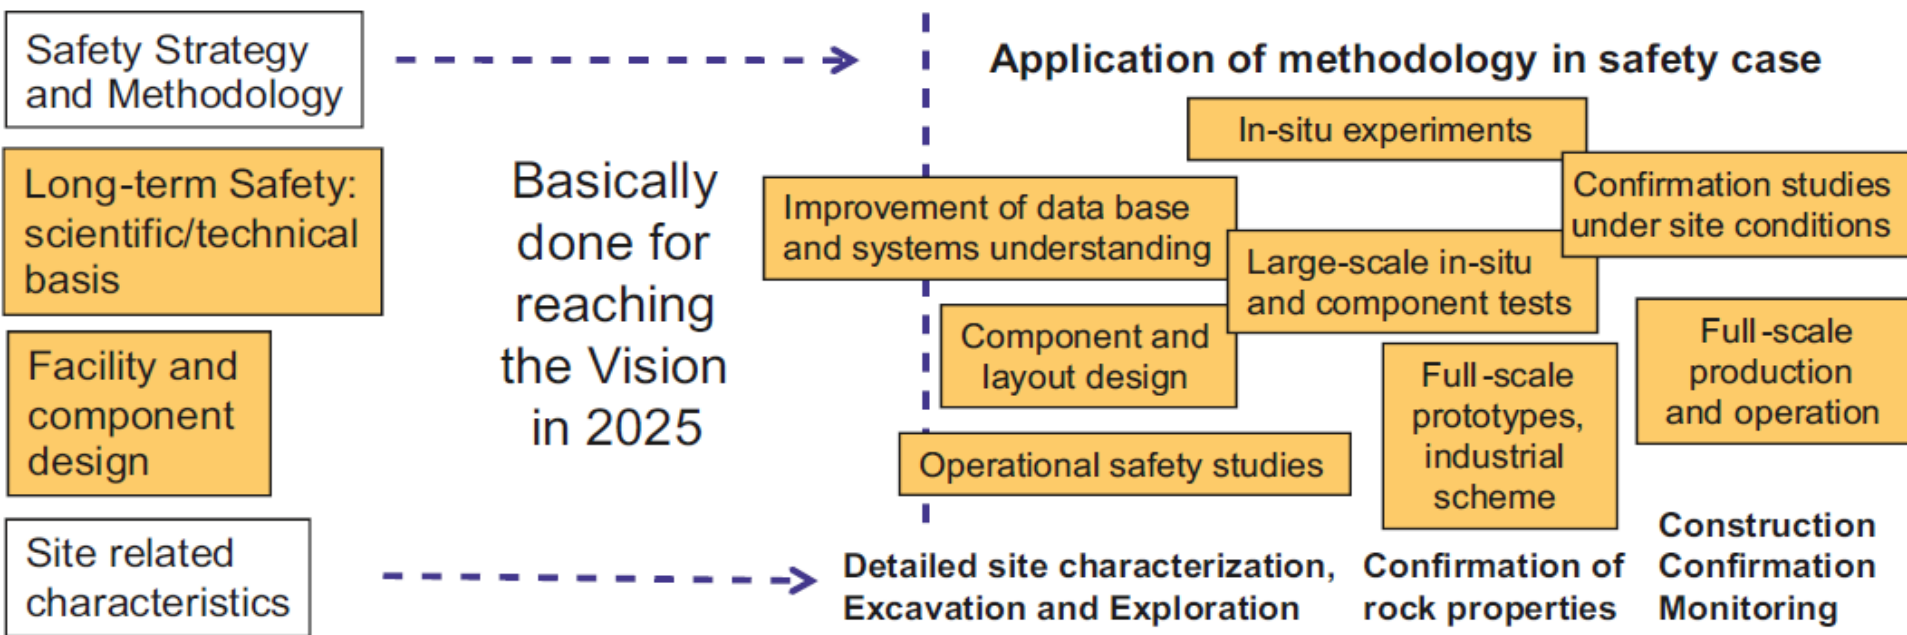 Safety Strategy
and Methodology
Long-term Safety:
scientific/technical
basis
Facility and
component
design
Site related
characteristics
Basically
done for
reaching
the Vision
in 2025
Application of methodology in safety case
In-situ experiments
Confirmation studies
under site conditions
Improvement of data base
and systems understanding
Large-scale in-situ
and component tests
Component and
layout design
Full-scale
prototypes,
industrial
scheme
Full-scale
production
and operation
Operational safety studies
Detailed site characterization,
Excavation and Exploration
Confirmation of
rock properties
Construction
Confirmation
Monitoring